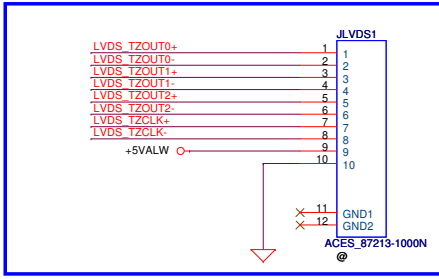 JLVDS1
LVDS_TZOUT0+ 1 1
LVDS_TZOUT0- 2 2
LVDS_TZOUT1+ 3 3
LVDS_TZOUT1- 4 4
LVDS_TZOUT2+ 5 5
LVDS_TZOUT2- 6 6
LVDS_TZCLK+ 7 7
LVDS_TZCLK- 8 8
+5VALW 9 9
10 10
11 GND1
12 GND2
ACES_87213-1000N
@